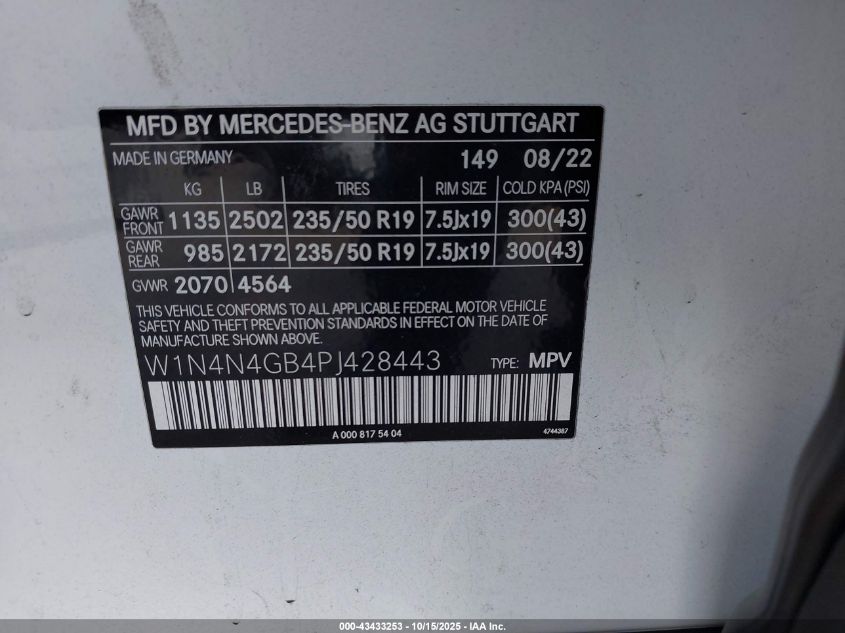 MFD BY MERCEDES-BENZ AG STUTTGART
MADE IN GERMANY 149 08/22
KG LB TIRES RIM SIZE COLD KPA (PSI)
GAWR FRONT 1135 2502 235/50 R19 7.5Jx19 300(43)
GAWR REAR 985 2172 235/50 R19 7.5Jx19 300(43)
GVWR 2070 4564
THIS VEHICLE CONFORMS TO ALL APPLICABLE FEDERAL MOTOR VEHICLE
SAFETY AND THEFT PREVENTION STANDARDS IN EFFECT ON THE DATE OF
MANUFACTURE SHOWN ABOVE
W1N4N4GB4PJ428443 TYPE: MPV
A 000 817 54 04 4744387
000-43433253 - 10/15/2025 - IAA Inc.